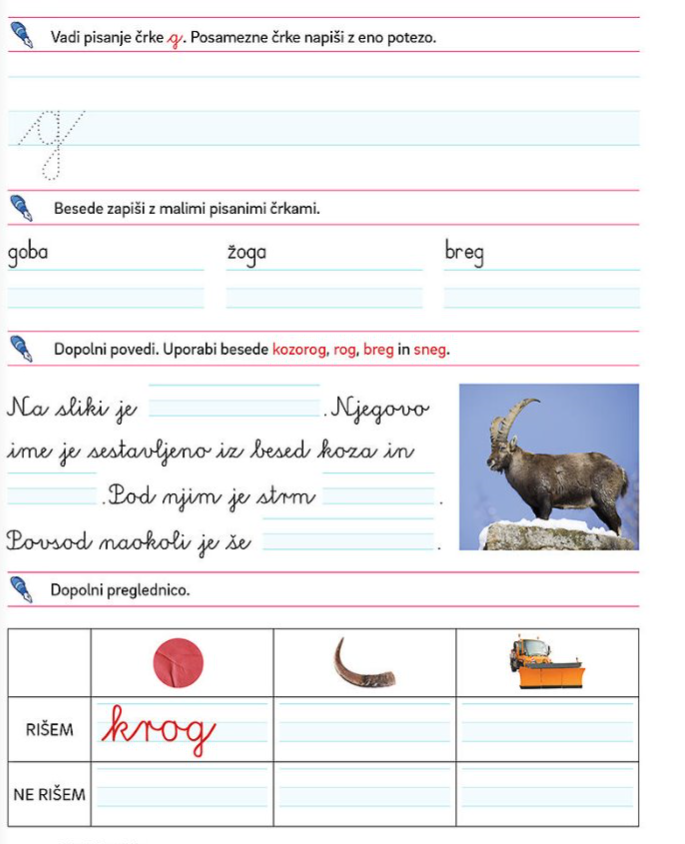 Vadi pisanje črke g. Posamezne črke napiši z eno potezo.
g
Besede zapiši z malimi pisanimi črkami.
goba žoga breg
Dopolni povedi. Uporabi besede kozorog, rog, breg in sneg.
Na sliki je . Njegovo
ime je sestavljeno iz besed koza in
. Pod njim je strm .
Povsod naokoli je še .
Dopolni preglednico.
RIŠEM krog
NE RIŠEM